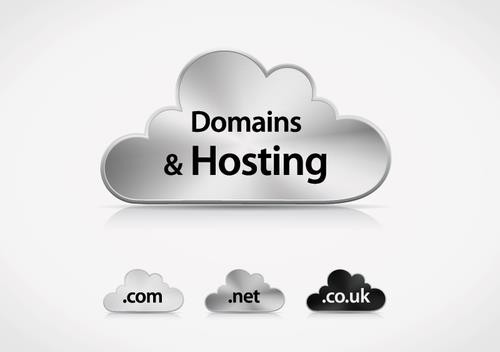 Domains
& Hosting
.com
.net
.co.uk